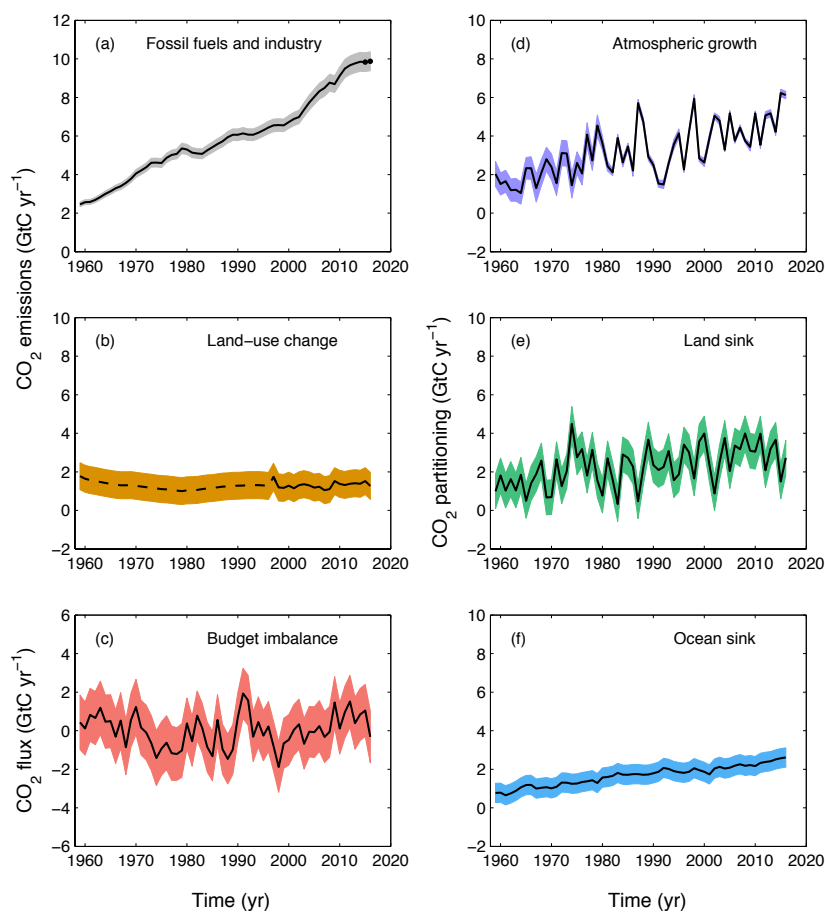 (a) Fossil fuels and industry
12
10
8
6
4
2
0
1960 1970 1980 1990 2000 2010 2020
(b) Land−use change
10
8
6
4
2
0
−2
1960 1970 1980 1990 2000 2010 2020
CO2 emissions (GtC yr−1)
(c) Budget imbalance
6
4
2
0
−2
−4
−6
1960 1970 1980 1990 2000 2010 2020
CO2 flux (GtC yr−1)
Time (yr)
(d) Atmospheric growth
10
8
6
4
2
0
−2
1960 1970 1980 1990 2000 2010 2020
(e) Land sink
10
8
6
4
2
0
−2
1960 1970 1980 1990 2000 2010 2020
CO2 partitioning (GtC yr−1)
(f) Ocean sink
10
8
6
4
2
0
−2
1960 1970 1980 1990 2000 2010 2020
Time (yr)